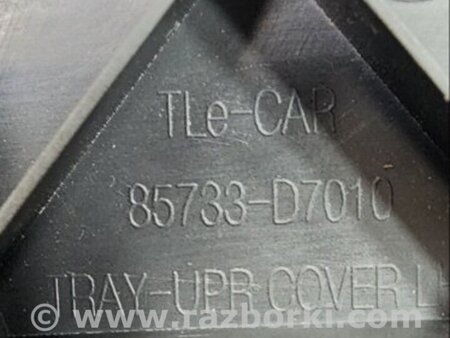 TLe-CAR
85733-D7010
TRAY-UPR COVER L
© www.razborki.com